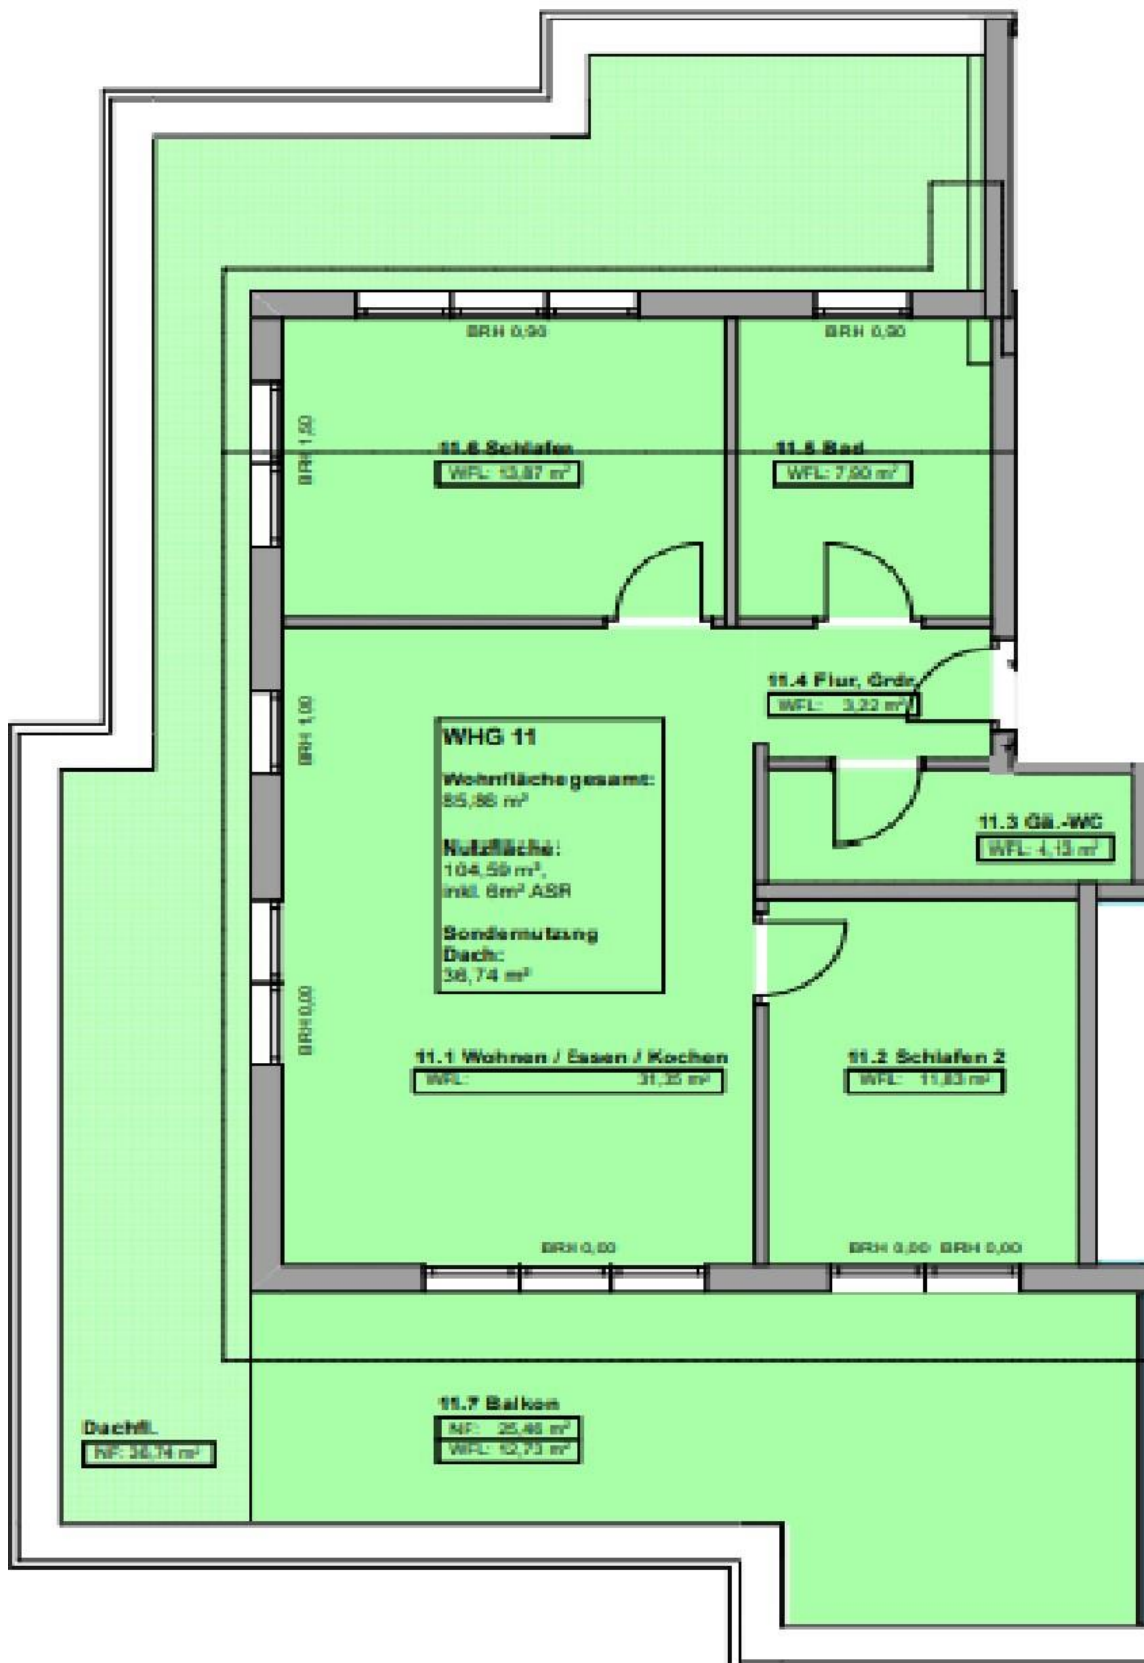 BRH 0,90
BRH 0,90
BRH 1,50
11.6 Schlafen
WFL: 13,87 m²
11.5 Bad
WFL: 7,90 m²
11.4 Flur, Grdr.
WFL: 3,22 m²
BRH 1,00
WHG 11
Wohnfläche gesamt:
85,86 m²
Nutzfläche:
104,59 m²,
inkl. 6m² ASR
Sondernutzung
Dach:
36,74 m²
11.3 Gä.-WC
WFL: 4,13 m²
BRH 0,00
11.1 Wohnen / Essen / Kochen
WFL: 31,35 m²
11.2 Schlafen 2
WFL: 11,83 m²
BRH 0,00
BRH 0,00 BRH 0,00
11.7 Balkon
NF: 25,46 m²
WFL: 12,73 m²
Dachfl.
NF: 36,74 m²